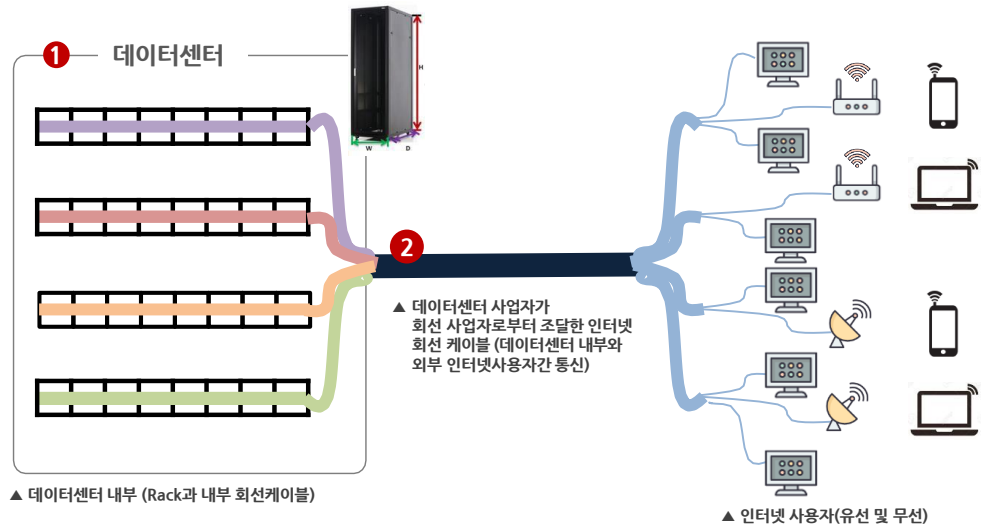 1 데이터센터
H
W
D
2
▲ 데이터센터 사업자가
회선 사업자로부터 조달한 인터넷
회선 케이블 (데이터센터 내부와
외부 인터넷사용자간 통신)
▲ 데이터센터 내부 (Rack과 내부 회선케이블)
▲ 인터넷 사용자(유선 및 무선)